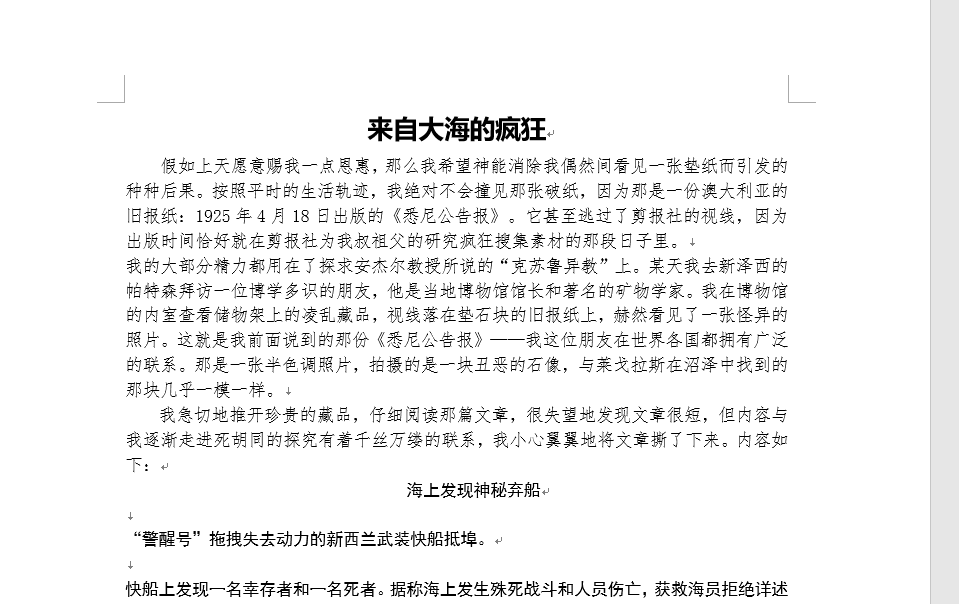 来自大海的疯狂
假如上天愿意赐我一点恩惠，那么我希望神能消除我偶然间看见一张垫纸而引发的
种种后果。按照平时的生活轨迹，我绝对不会撞见那张破纸，因为那是一份澳大利亚的
旧报纸：1925 年 4 月 18 日出版的《悉尼公告报》。它甚至逃过了剪报社的视线，因为
出版时间恰好就在剪报社为我叔祖父的研究疯狂搜集素材的那段日子里。
我的大部分精力都用在了探求安杰尔教授所说的“克苏鲁异教”上。某天我去新泽西的
帕特森拜访一位博学多识的朋友，他是当地博物馆馆长和著名的矿物学家。我在博物馆
的内室查看储物架上的凌乱藏品，视线落在垫石块的旧报纸上，赫然看见了一张怪异的
照片。这就是我前面说到的那份《悉尼公告报》——我这位朋友在世界各国都拥有广泛
的联系。那是一张半色调照片，拍摄的是一块丑恶的石像，与莱戈拉斯在沼泽中找到的
那块几乎一模一样。
我急切地推开珍贵的藏品，仔细阅读那篇文章，很失望地发现文章很短，但内容与
我逐渐走进死胡同的探究有着千丝万缕的联系，我小心翼翼地将文章撕了下来。内容如
下：
海上发现神秘弃船
“警醒号”拖拽失去动力的新西兰武装快船抵埠。
快船上发现一名幸存者和一名死者。据称海上发生殊死战斗和人员伤亡，获救海员拒绝详述